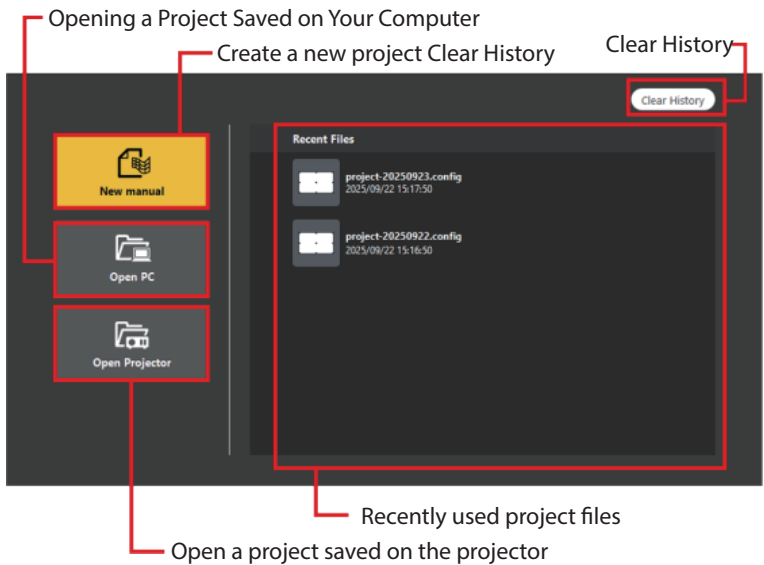 Opening a Project Saved on Your Computer
Create a new project Clear History
Clear History
Clear History
Recent Files
New manual
project-20250923.config
2025/09/22 15:17:50
project-20250922.config
2025/09/22 15:16:50
Open PC
Open Projector
Recently used project files
Open a project saved on the projector